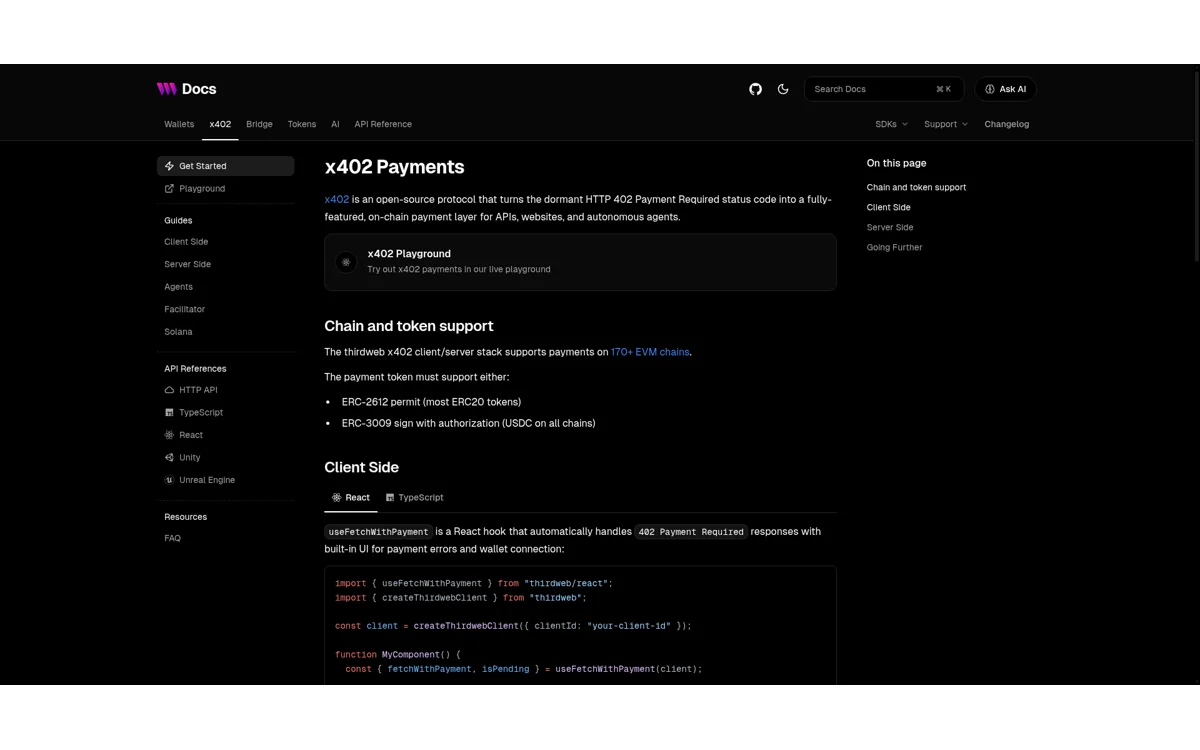 Docs
Search Docs
⌘ K
Ask AI
Wallets
x402
Bridge
Tokens
AI
API Reference
SDKs
Support
Changelog
Get Started
Playground
Guides
Client Side
Server Side
Agents
Facilitator
Solana
API References
HTTP API
TypeScript
React
Unity
Unreal Engine
Resources
FAQ
x402 Payments
x402 is an open-source protocol that turns the dormant HTTP 402 Payment Required status code into a fully-
featured, on-chain payment layer for APIs, websites, and autonomous agents.
x402 Playground
Try out x402 payments in our live playground
Chain and token support
The thirdweb x402 client/server stack supports payments on 170+ EVM chains.
The payment token must support either:
• ERC-2612 permit (most ERC20 tokens)
• ERC-3009 sign with authorization (USDC on all chains)
Client Side
React
TypeScript
useFetchWithPayment is a React hook that automatically handles 402 Payment Required responses with
built-in UI for payment errors and wallet connection:
import { useFetchWithPayment } from "thirdweb/react";
import { createThirdwebClient } from "thirdweb";
const client = createThirdwebClient({ clientId: "your-client-id" });
function MyComponent() {
const { fetchWithPayment, isPending } = useFetchWithPayment(client);
On this page
Chain and token support
Client Side
Server Side
Going Further